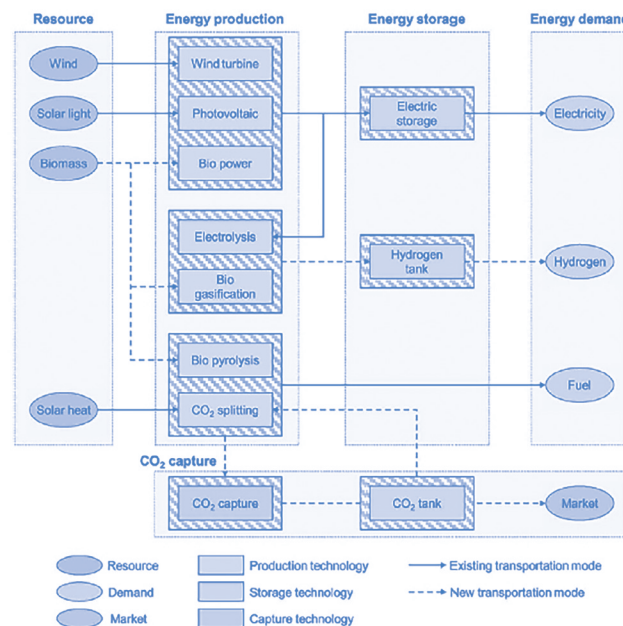 Resource
Energy production
Energy storage
Energy demand
Wind
Wind turbine
Solar light
Photovoltaic
Electric
storage
Electricity
Biomass
Bio power
Electrolysis
Hydrogen
tank
Hydrogen
Bio
gasification
Bio pyrolysis
Fuel
Solar heat
CO₂ splitting
CO₂ capture
CO₂ capture
CO₂ tank
Market
Resource
Production technology
Existing transportation mode
Demand
Storage technology
New transportation mode
Market
Capture technology